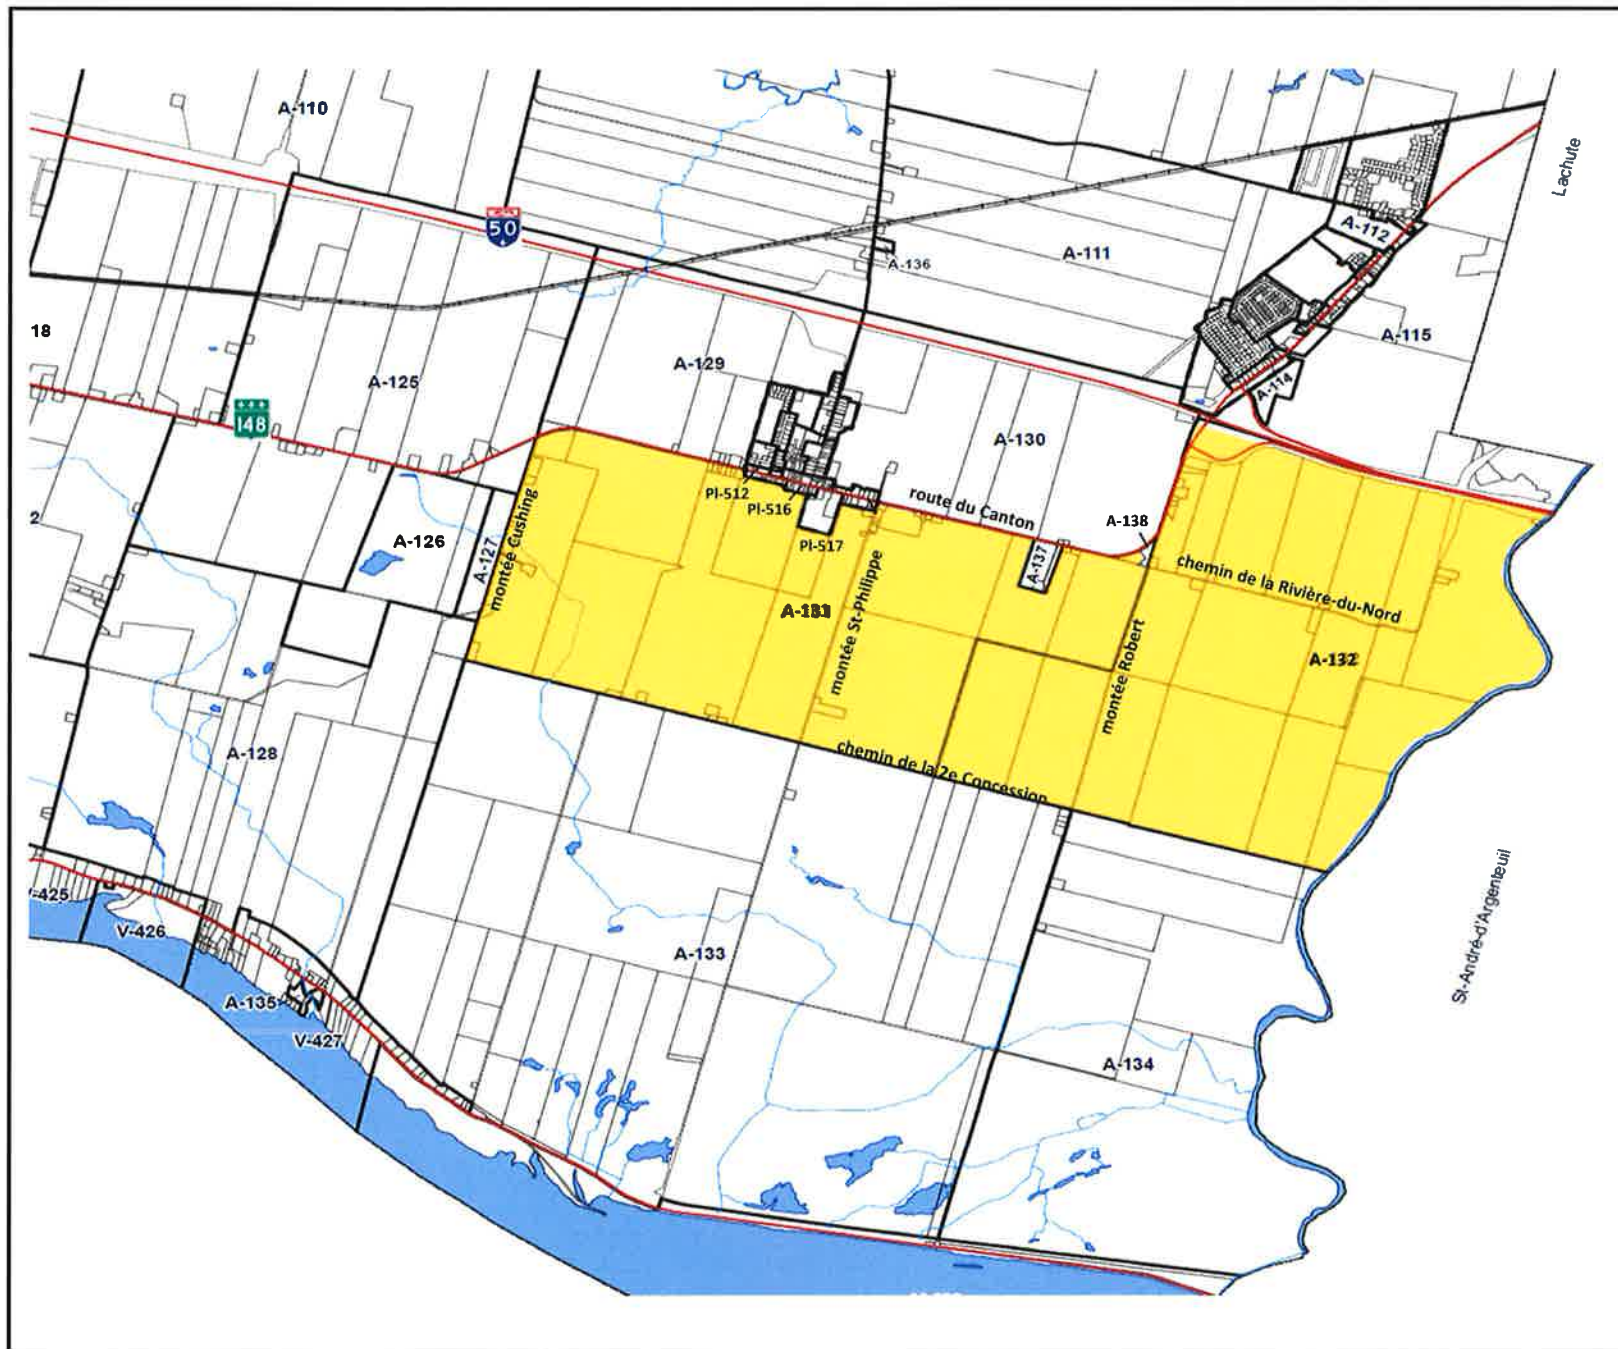 A-110
Lachute
50
A-112
A-111
A-136
18
A-115
A-129
A-125
A-114
148
A-130
PI-512
route du Canton
PI-516
A-138
2
A-126
A-127
montée Cushing
PI-517
A-137
chemin de la Rivière-du-Nord
A-131
montée St-Philippe
montée Robert
A-132
A-128
chemin de la 2e Concession
-425
V-426
St-André-d'Argenteuil
A-133
A-135
V-427
A-134